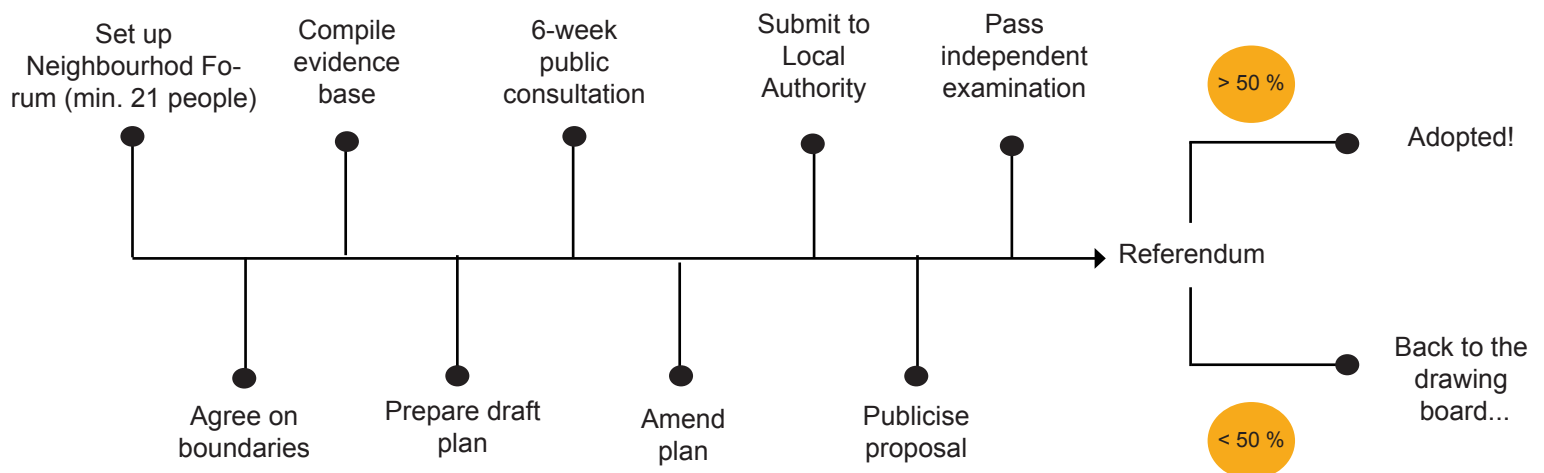 Set up
Neighbourhod Fo-
rum (min. 21 people)
Agree on
boundaries
Compile
evidence
base
Prepare draft
plan
6-week
public
consultation
Amend
plan
Submit to
Local
Authority
Publicise
proposal
Pass
independent
examination
Referendum
> 50 %
Adopted!
< 50 %
Back to the
drawing
board...